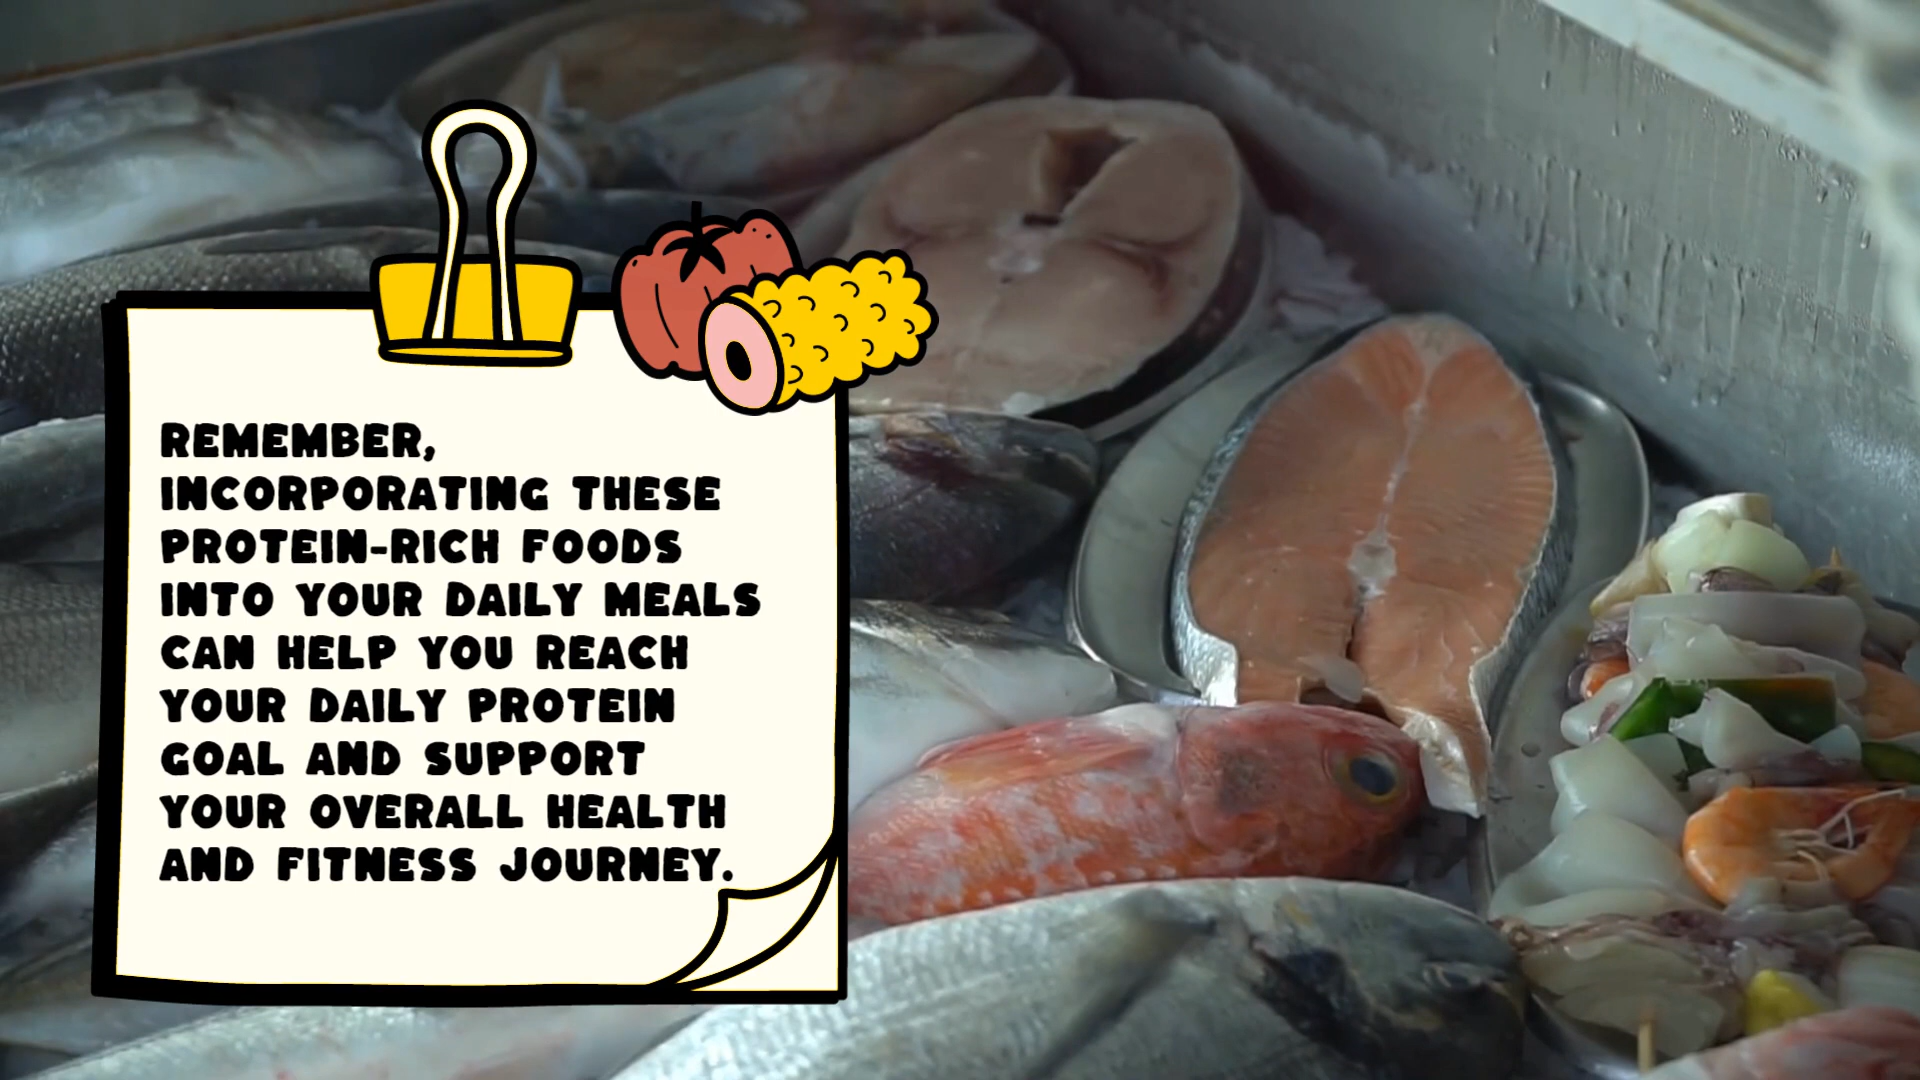 REMEMBER,
INCORPORATING THESE
PROTEIN-RICH FOODS
INTO YOUR DAILY MEALS
CAN HELP YOU REACH
YOUR DAILY PROTEIN
GOAL AND SUPPORT
YOUR OVERALL HEALTH
AND FITNESS JOURNEY.